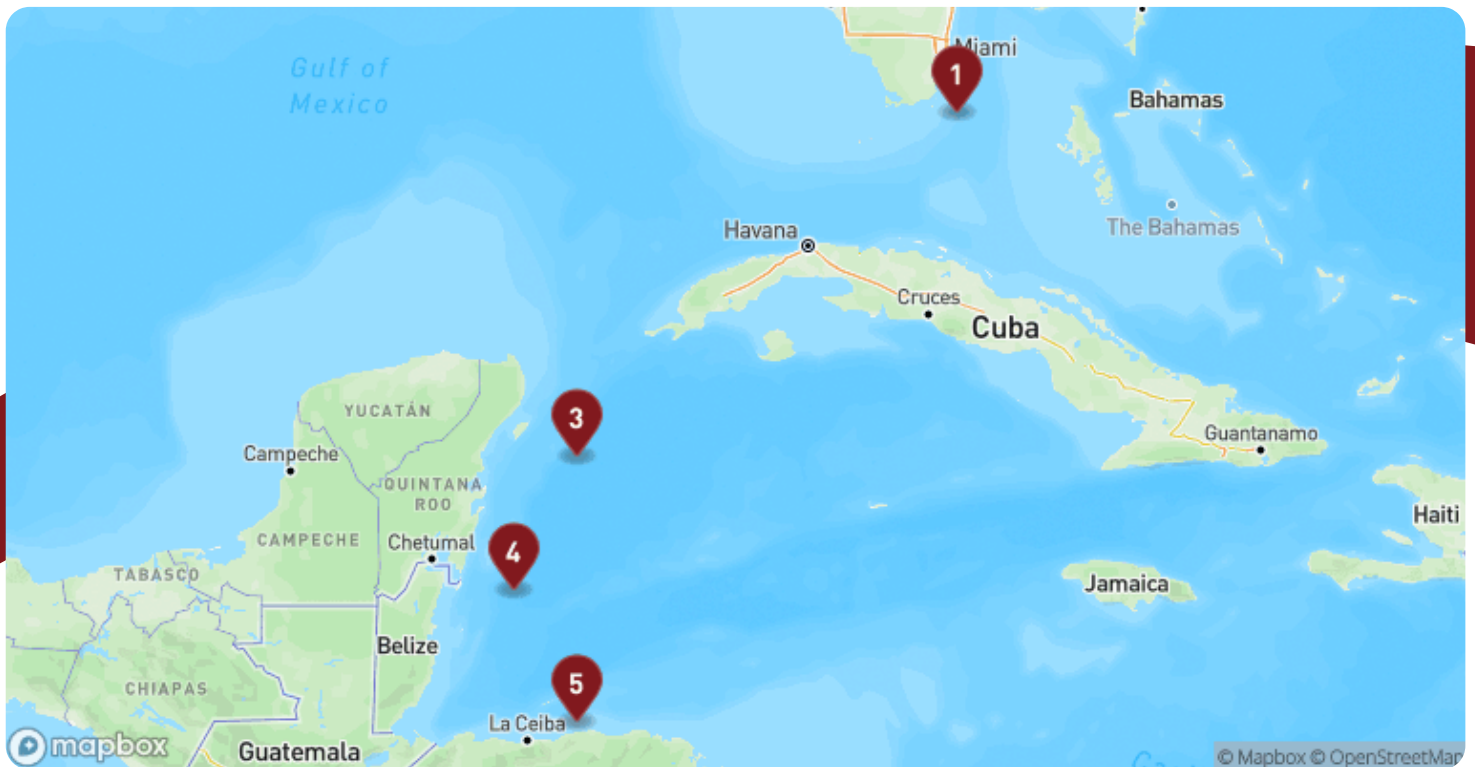 Gulf of
Mexico
Miami
1
Bahamas
The Bahamas
Havana
Cruces
Cuba
YUCATÁN
3
Campeche
Guantanamo
QUINTANA
ROO
Haiti
CAMPECHE
Chetumal
4
TABASCO
Jamaica
Belize
CHIAPAS
5
La Ceiba
Guatemala
mapbox
© Mapbox © OpenStreetMap